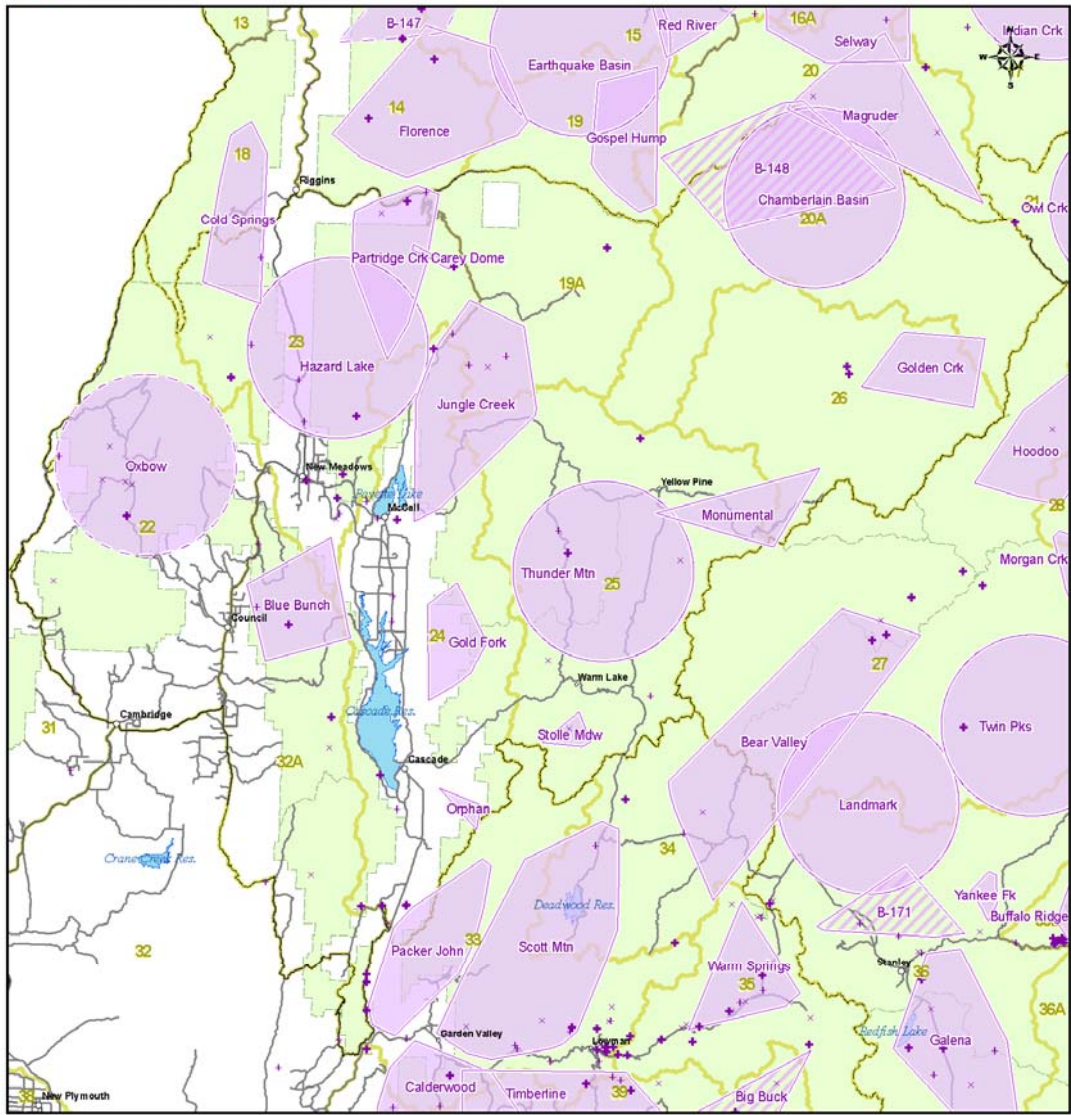 13
B-147
15
Red River
16A
Selway
Indian Crk
N
W
E
S
Earthquake Basin
20
14
Florence
19
Gospel Hump
Magruder
18
Riggins
B-148
Chamberlain Basin
20A
21
Owl Crk
Cold Springs
Partridge Crk
Carey Dome
19A
23
Hazard Lake
Golden Crk
26
Jungle Creek
Hoodoo
Oxbow
New Meadows
Yellow Pine
Payette Lake
McCall
Monumental
28
22
Morgan Crk
Thunder Mtn
25
Blue Bunch
Council
24
Gold Fork
27
Warm Lake
Cambridge
31
Cascade Res.
Stolle Mdw
Bear Valley
Twin Pks
32A
Cascade
Orphan
Landmark
Crane Creek Res.
34
Yankee Fk
Deadwood Res.
B-171
Buffalo Ridge
32
Packer John
33
Scott Mtn
Warm Springs
35
Stanley
36
36A
Garden Valley
Lowman
Redfish Lake
Galena
38
New Plymouth
Calderwood
Timberline
39
Big Buck